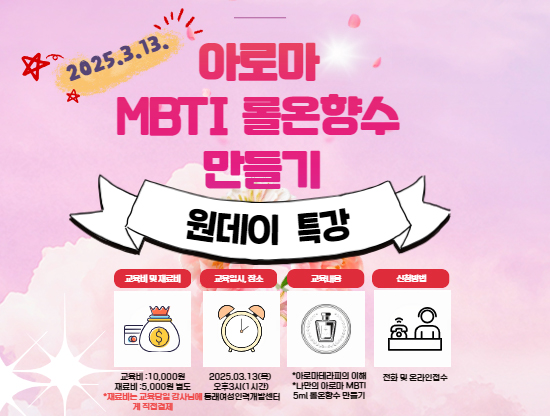 2025.3.13.
아로마
MBTI 롤온향수
만들기
원데이 특강
교육비 및 재료비
교육일시, 장소
교육내용
신청방법
교육비 :10,000원
재료비 :5,000원 별도
*재료비는 교육당일 강사님에
게 직접결제
2025.03.13(목)
오후3시(1시간)
동래여성인력개발센터
*아로마테라피의 이해
*나만의 아로마 MBTI
5ml 롤온향수 만들기
전화 및 온라인접수